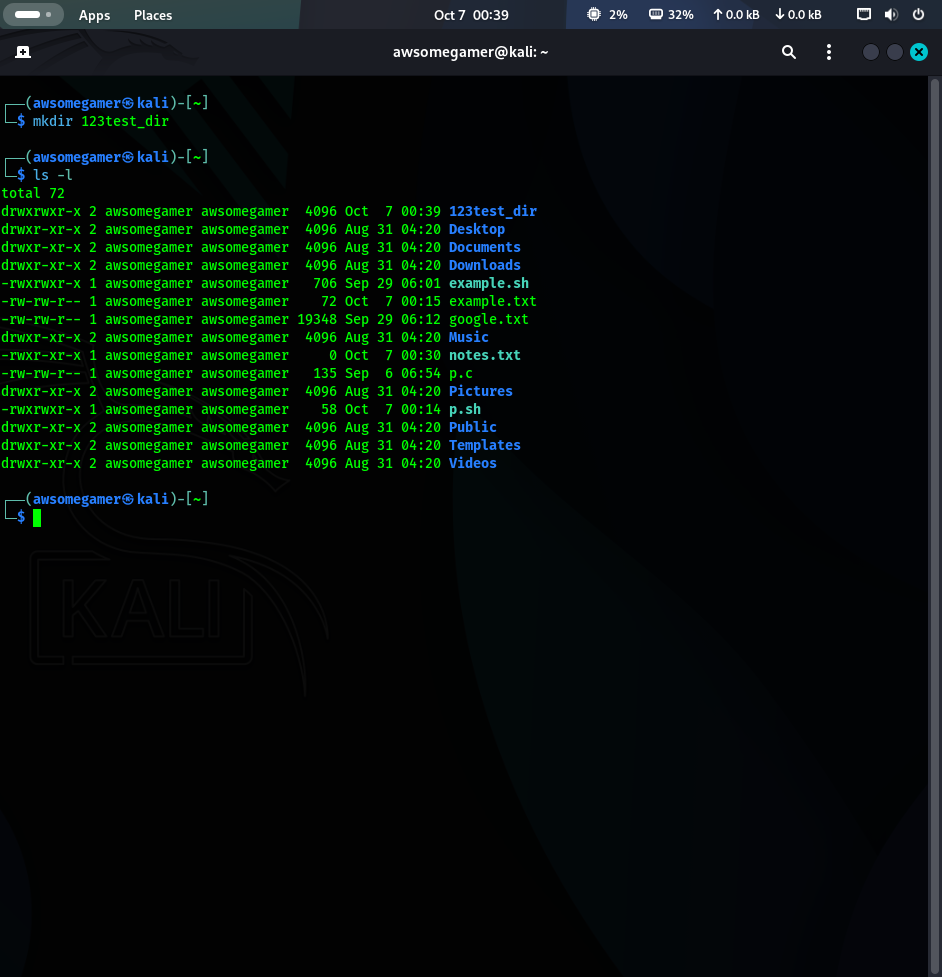 Apps Places Oct 7 00:39 2% 32% ↑ 0.0 kB ↓ 0.0 kB
awsomegamer@kali: ~
┌──(awsomegamer㉿kali)-[~]
└─$ mkdir 123test_dir
┌──(awsomegamer㉿kali)-[~]
└─$ ls -l
total 72
drwxrwxr-x 2 awsomegamer awsomegamer  4096 Oct  7 00:39 123test_dir
drwxr-xr-x 2 awsomegamer awsomegamer  4096 Aug 31 04:20 Desktop
drwxr-xr-x 2 awsomegamer awsomegamer  4096 Aug 31 04:20 Documents
drwxr-xr-x 2 awsomegamer awsomegamer  4096 Aug 31 04:20 Downloads
-rwxrwxr-x 1 awsomegamer awsomegamer   706 Sep 29 06:01 example.sh
-rw-rw-r-- 1 awsomegamer awsomegamer    72 Oct  7 00:15 example.txt
-rw-rw-r-- 1 awsomegamer awsomegamer 19348 Sep 29 06:12 google.txt
drwxr-xr-x 2 awsomegamer awsomegamer  4096 Aug 31 04:20 Music
-rwxr-xr-x 1 awsomegamer awsomegamer     0 Oct  7 00:30 notes.txt
-rw-rw-r-- 1 awsomegamer awsomegamer   135 Sep  6 06:54 p.c
drwxr-xr-x 2 awsomegamer awsomegamer  4096 Aug 31 04:20 Pictures
-rwxrwxr-x 1 awsomegamer awsomegamer    58 Oct  7 00:14 p.sh
drwxr-xr-x 2 awsomegamer awsomegamer  4096 Aug 31 04:20 Public
drwxr-xr-x 2 awsomegamer awsomegamer  4096 Aug 31 04:20 Templates
drwxr-xr-x 2 awsomegamer awsomegamer  4096 Aug 31 04:20 Videos
┌──(awsomegamer㉿kali)-[~]
└─$
KALI